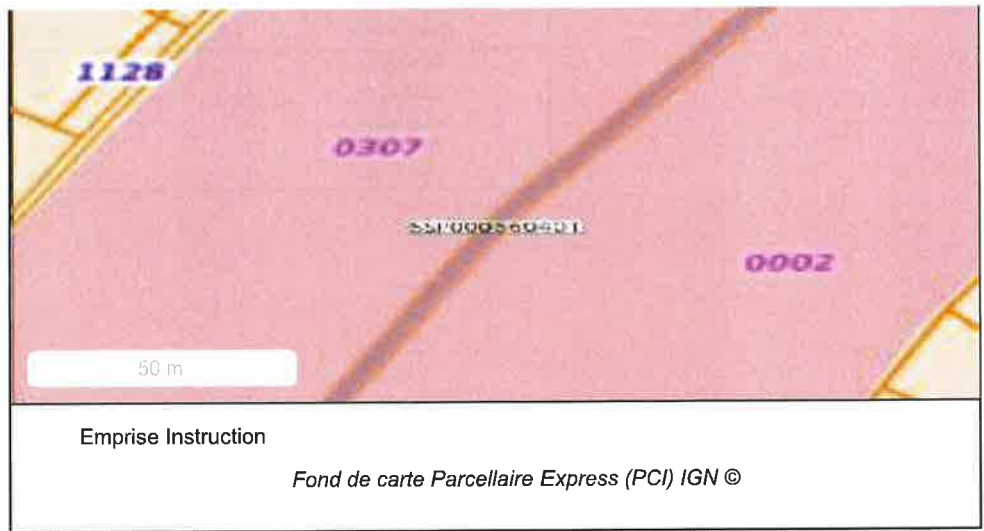 1128
0307
0002
50 m
Emprise Instruction
Fond de carte Parcellaire Express (PCI) IGN ©